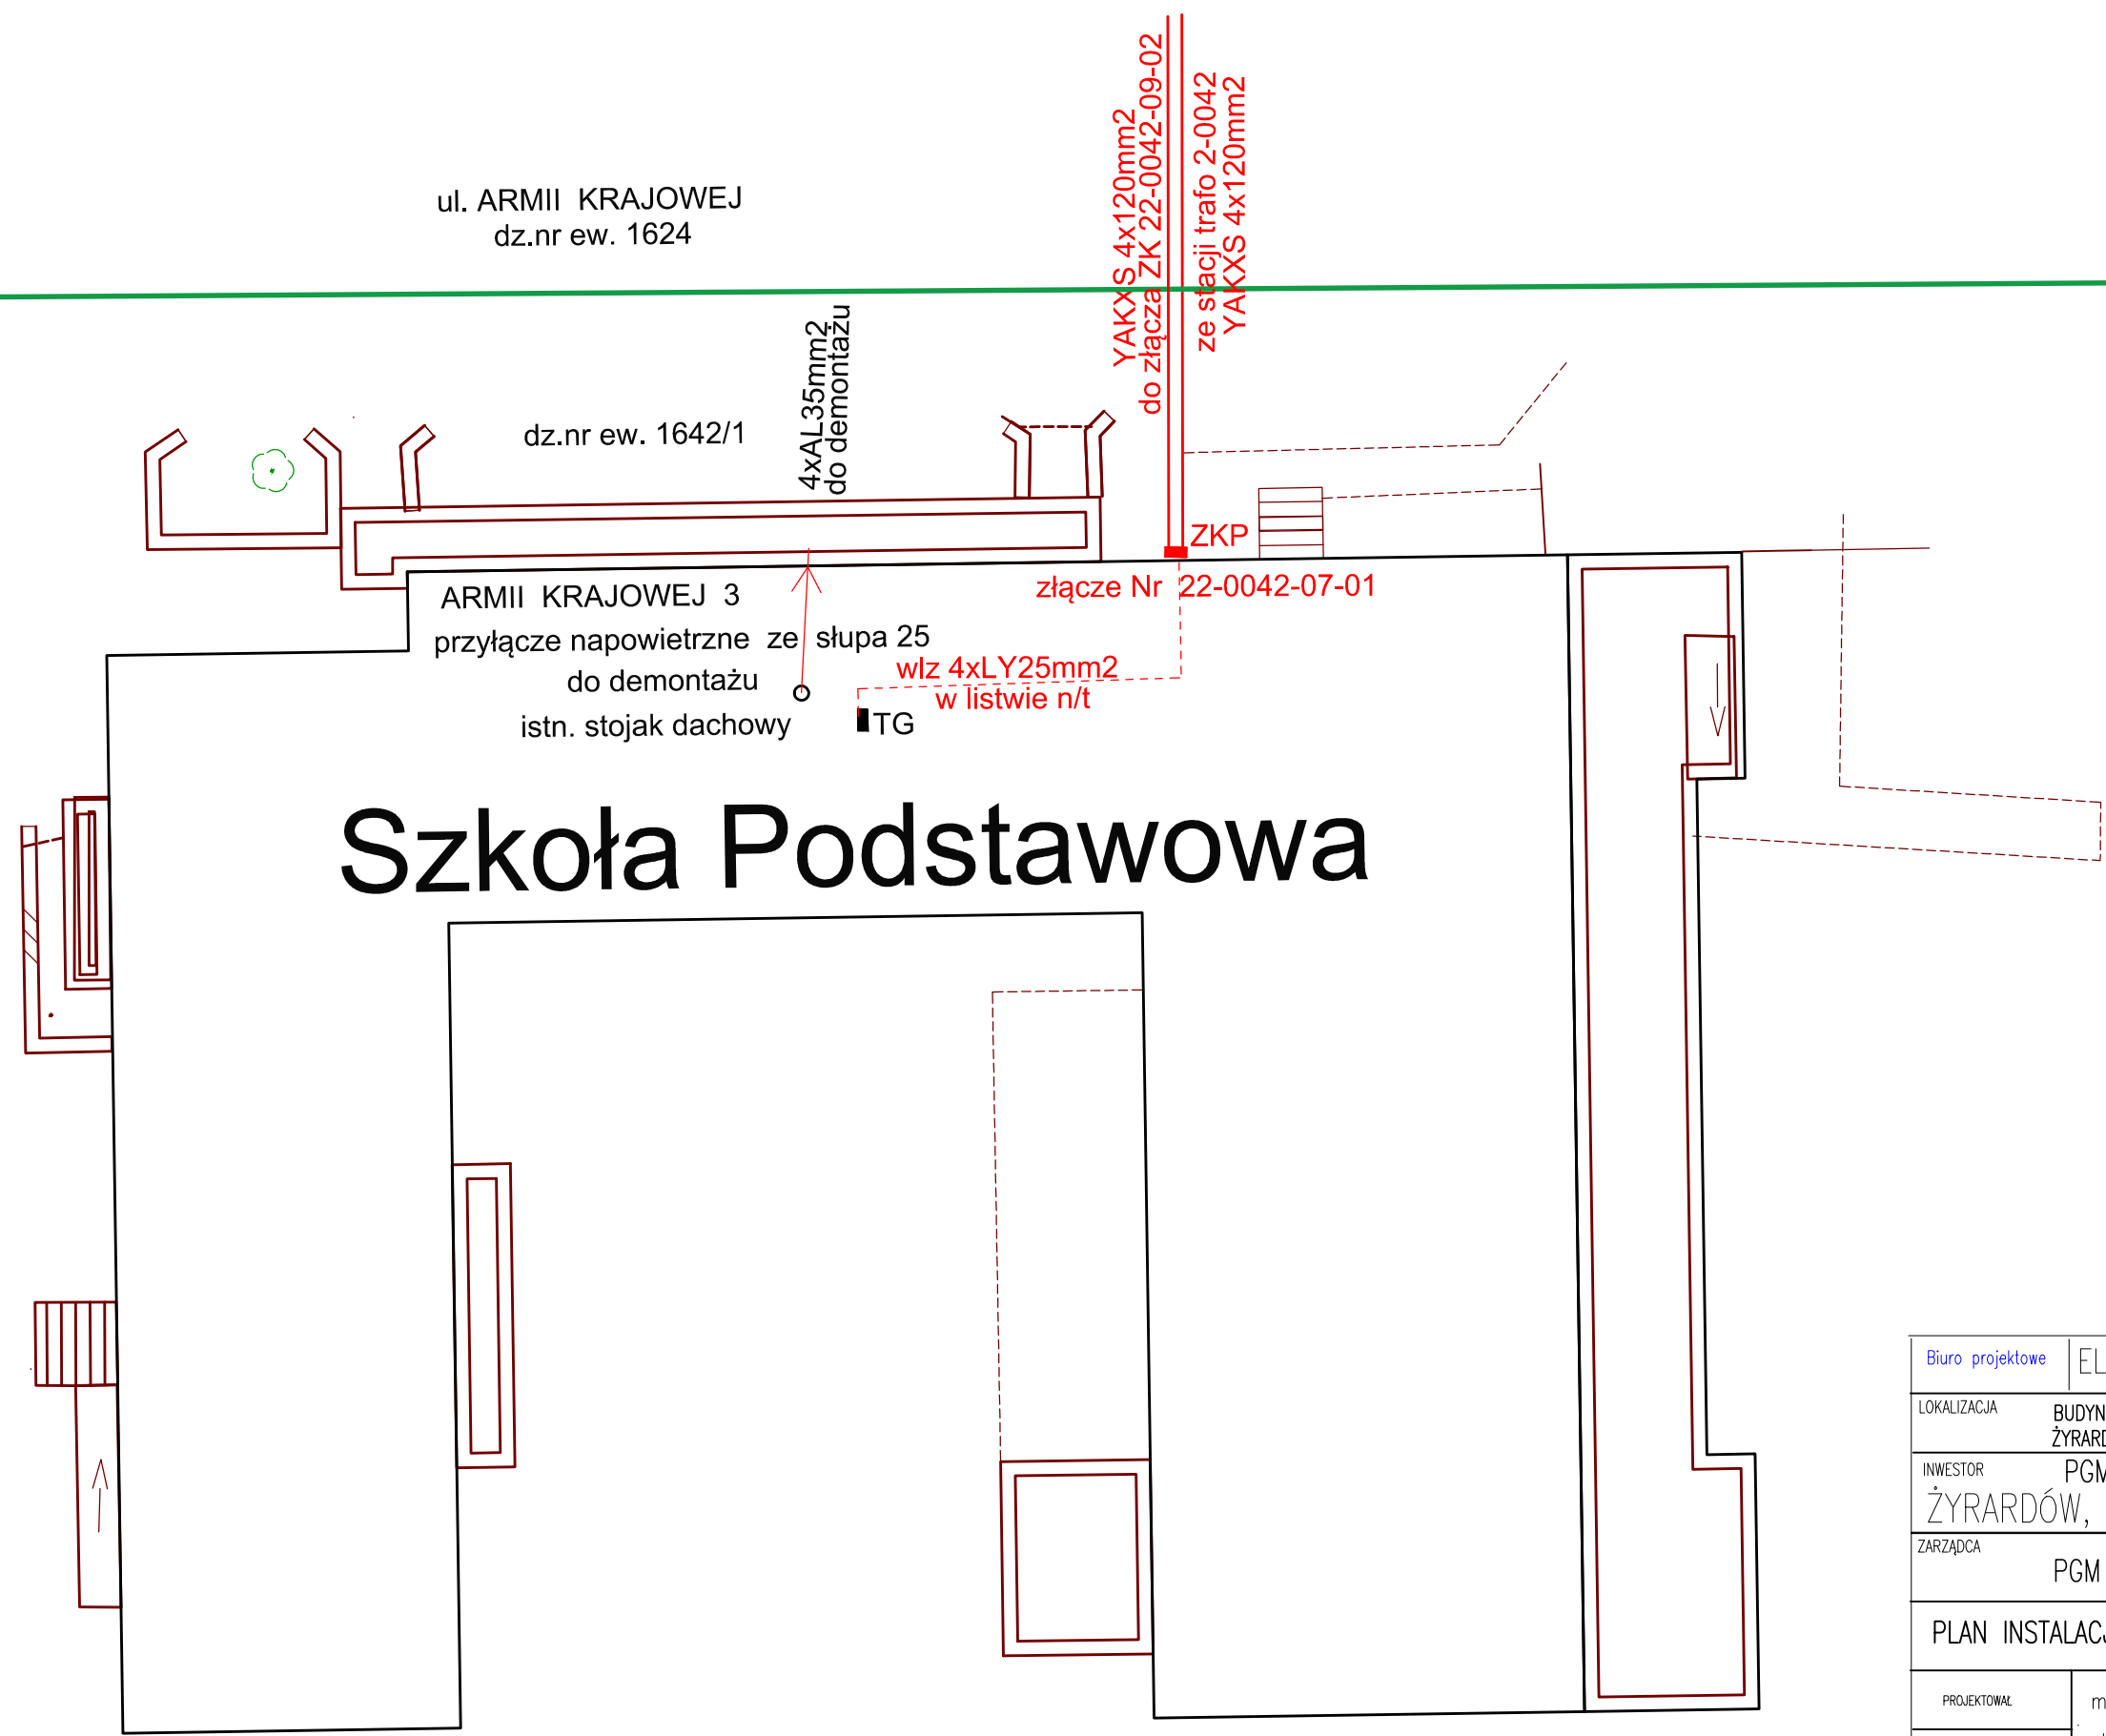 ul. ARMII KRAJOWEJ
dz.nr ew. 1624
YAKXS 4x120mm2
do złącza ZK 22-0042-09-02
ze stacji trafo 2-0042
YAKXS 4x120mm2
dz.nr ew. 1642/1
4xAL35mm2
do demontażu
ZKP
złącze Nr 22-0042-07-01
ARMII KRAJOWEJ 3
przyłącze napowietrzne ze słupa 25
do demontażu
istn. stojak dachowy
wlz 4xLY25mm2
w listwie n/t
TG
Szkoła Podstawowa
Biuro projektowe
LOKALIZACJA
INWESTOR PGM
ŻYRARDÓW,
ZARZĄDCA
PGM
PLAN
PROJEKTOWAŁ